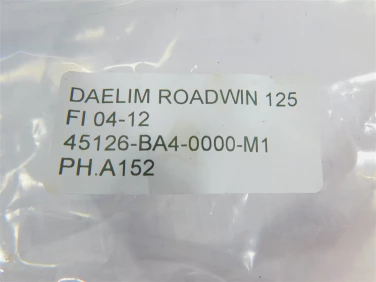 DAELIM ROADWIN 125
FI 04-12
45126-BA4-0000-M1
PH.A152